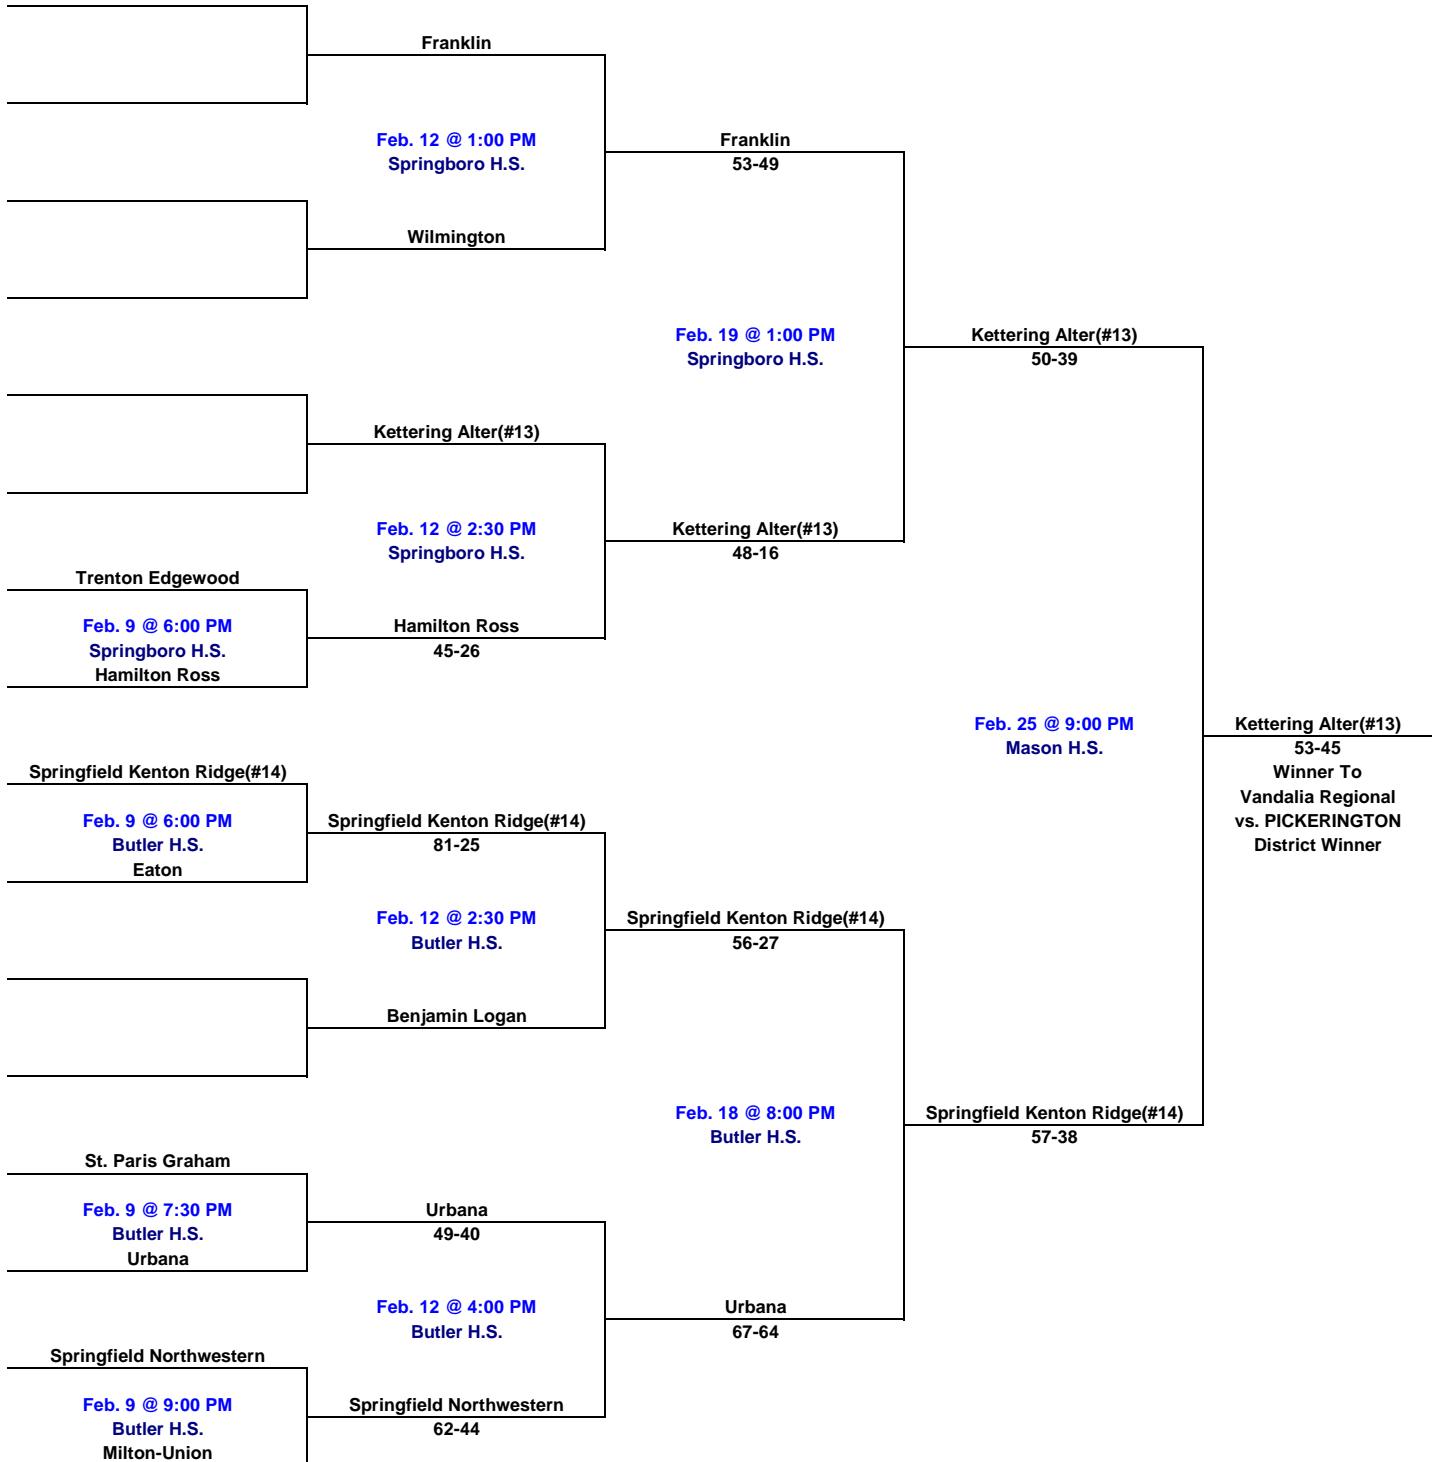 Franklin
Feb. 12 @ 1:00 PM
Springboro H.S.
Franklin
53-49
Wilmington
Feb. 19 @ 1:00 PM
Springboro H.S.
Kettering Alter(#13)
50-39
Kettering Alter(#13)
Feb. 12 @ 2:30 PM
Springboro H.S.
Kettering Alter(#13)
48-16
Trenton Edgewood
Feb. 9 @ 6:00 PM
Springboro H.S.
Hamilton Ross
Hamilton Ross
45-26
Feb. 25 @ 9:00 PM
Mason H.S.
Kettering Alter(#13)
53-45
Winner To
Vandalia Regional
vs. PICKERINGTON
District Winner
Springfield Kenton Ridge(#14)
Feb. 9 @ 6:00 PM
Butler H.S.
Eaton
Springfield Kenton Ridge(#14)
81-25
Feb. 12 @ 2:30 PM
Butler H.S.
Springfield Kenton Ridge(#14)
56-27
Benjamin Logan
Feb. 18 @ 8:00 PM
Butler H.S.
Springfield Kenton Ridge(#14)
57-38
St. Paris Graham
Feb. 9 @ 7:30 PM
Butler H.S.
Urbana
Urbana
49-40
Feb. 12 @ 4:00 PM
Butler H.S.
Urbana
67-64
Springfield Northwestern
Feb. 9 @ 9:00 PM
Butler H.S.
Milton-Union
Springfield Northwestern
62-44